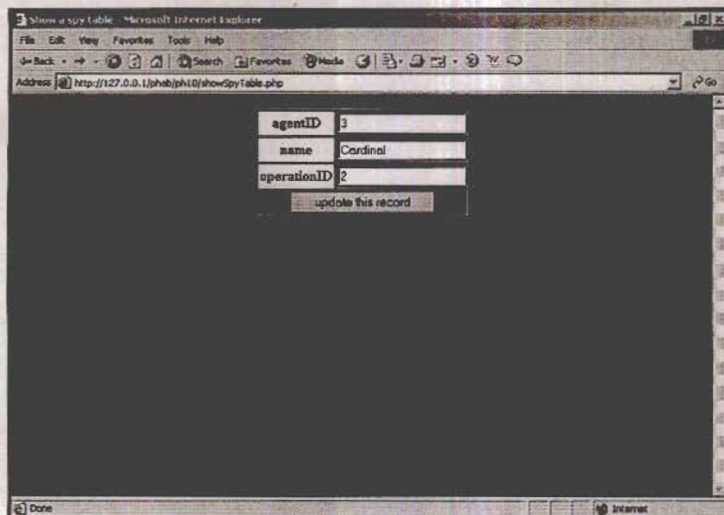 Show a spy table - Microsoft Internet Explorer
File Edit View Favorites Tools Help
Back Search Favorites Media
Address http://127.0.0.1/phab/ph10/showSpyTable.php Go
agentID 3
name Cardinal
operationID 2
update this record
Done Internet